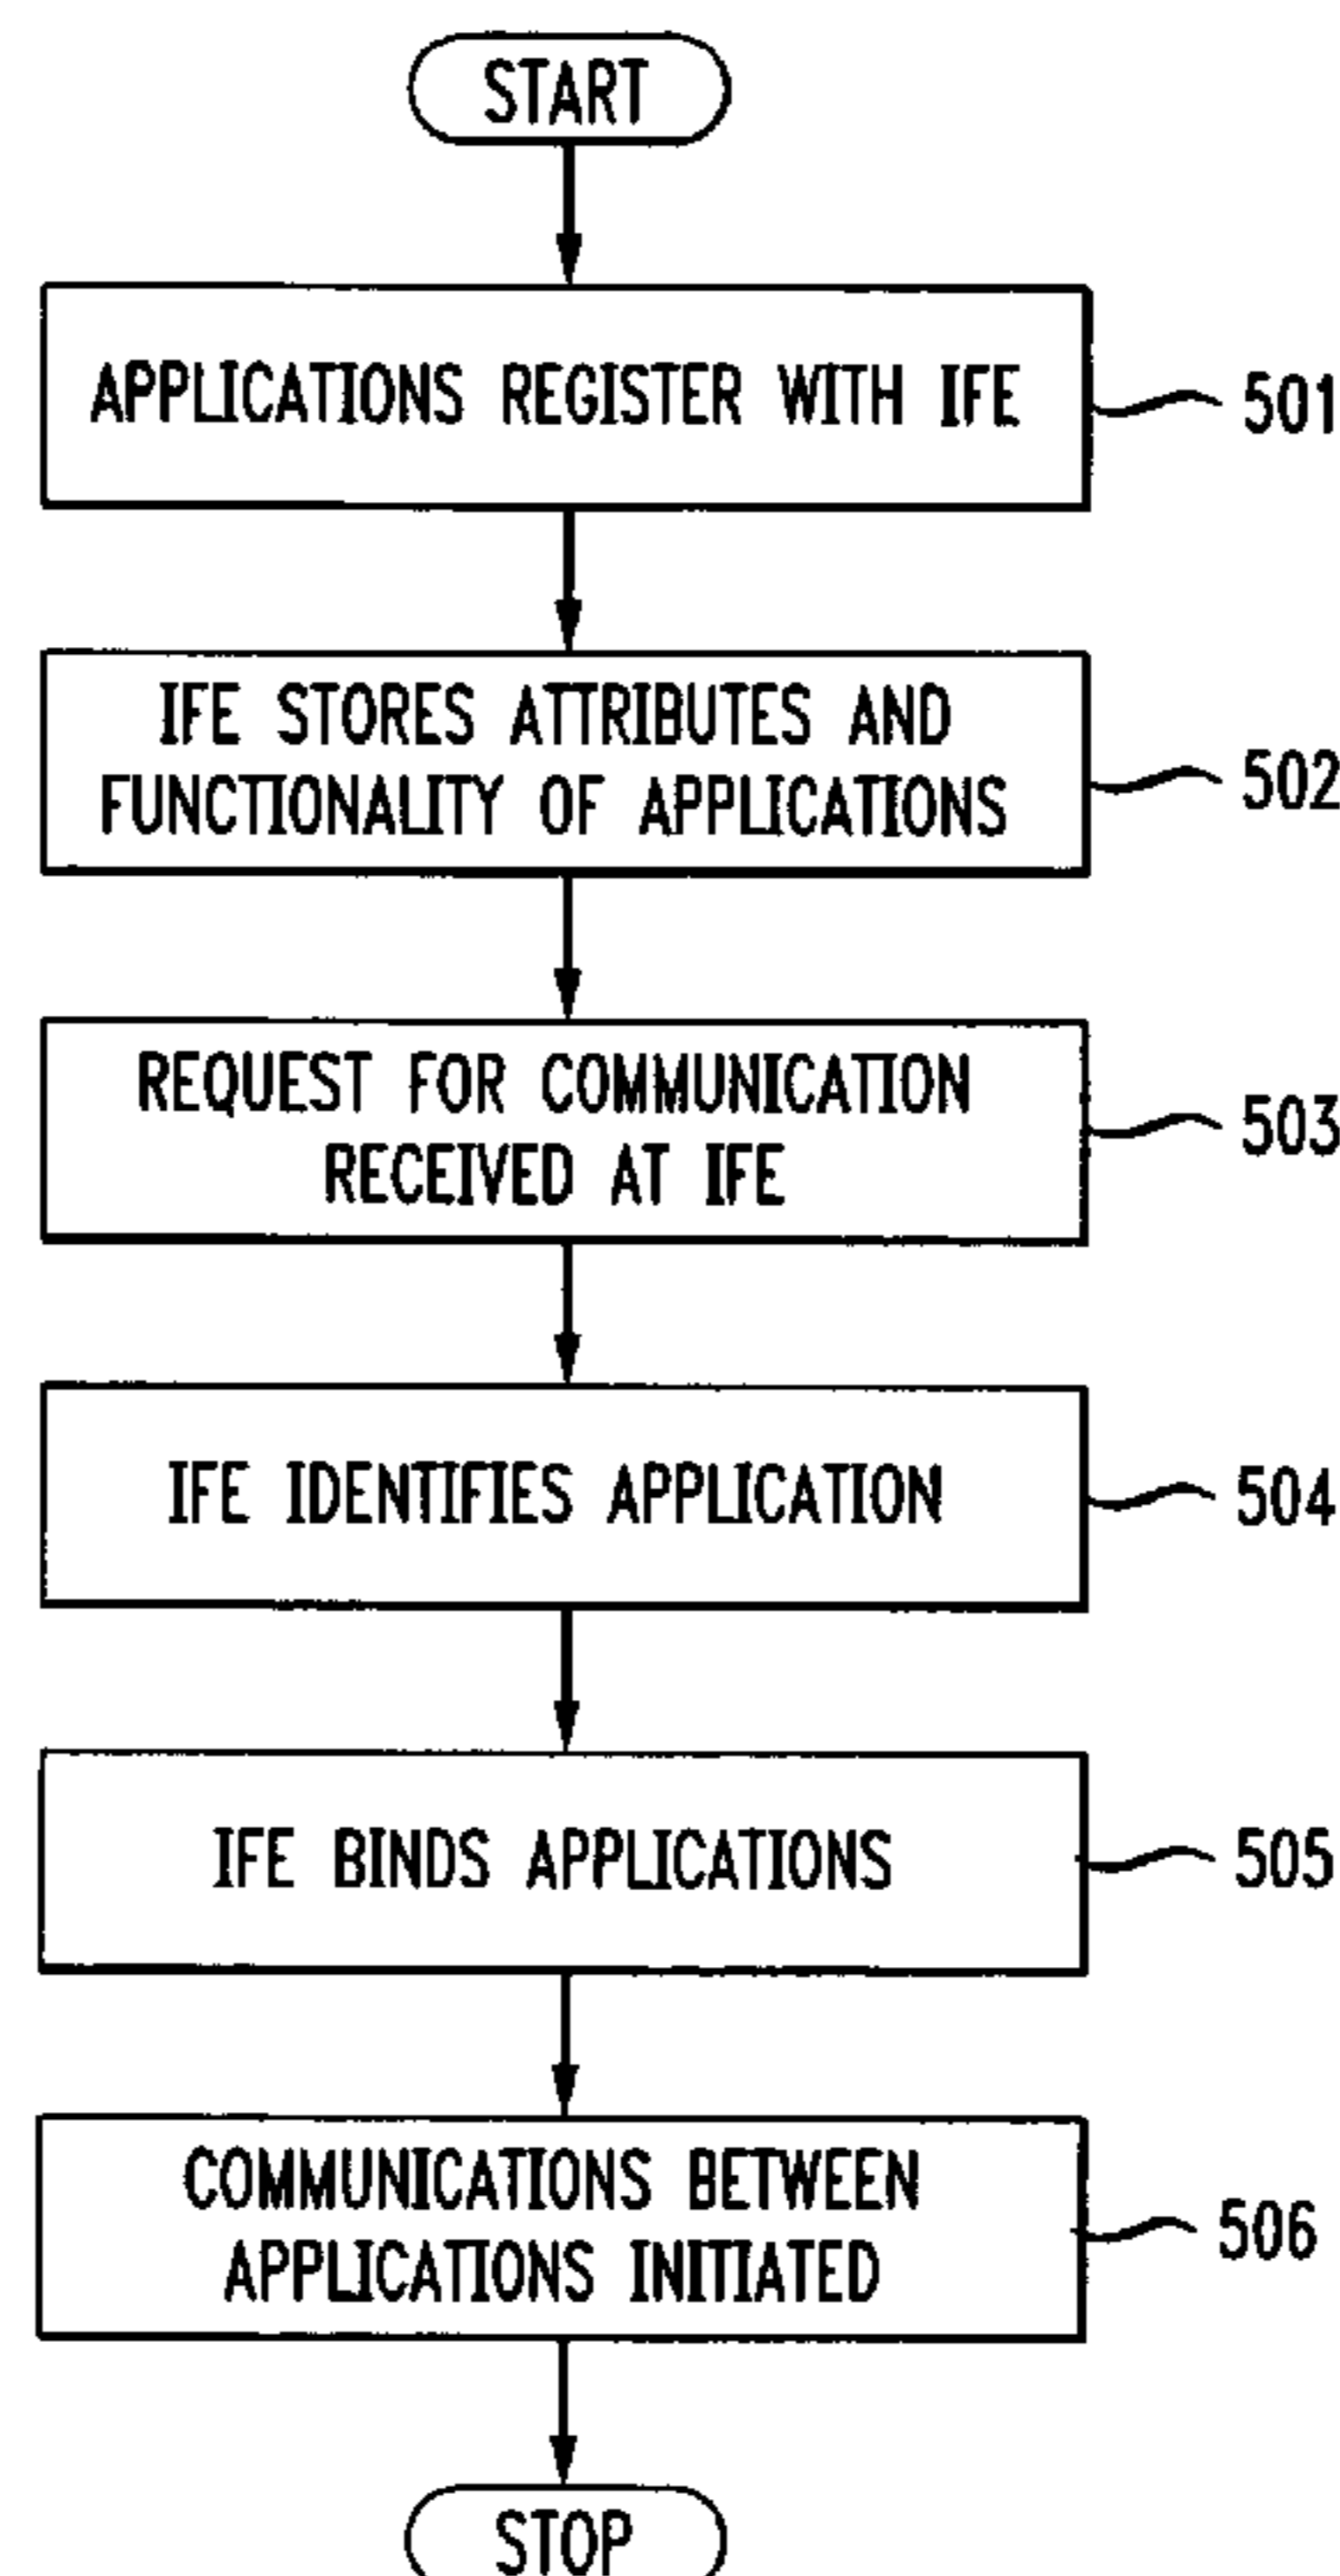 START
APPLICATIONS REGISTER WITH IFE
501
IFE STORES ATTRIBUTES AND
FUNCTIONALITY OF APPLICATIONS
502
REQUEST FOR COMMUNICATION
RECEIVED AT IFE
503
IFE IDENTIFIES APPLICATION
504
IFE BINDS APPLICATIONS
505
COMMUNICATIONS BETWEEN
APPLICATIONS INITIATED
506
STOP